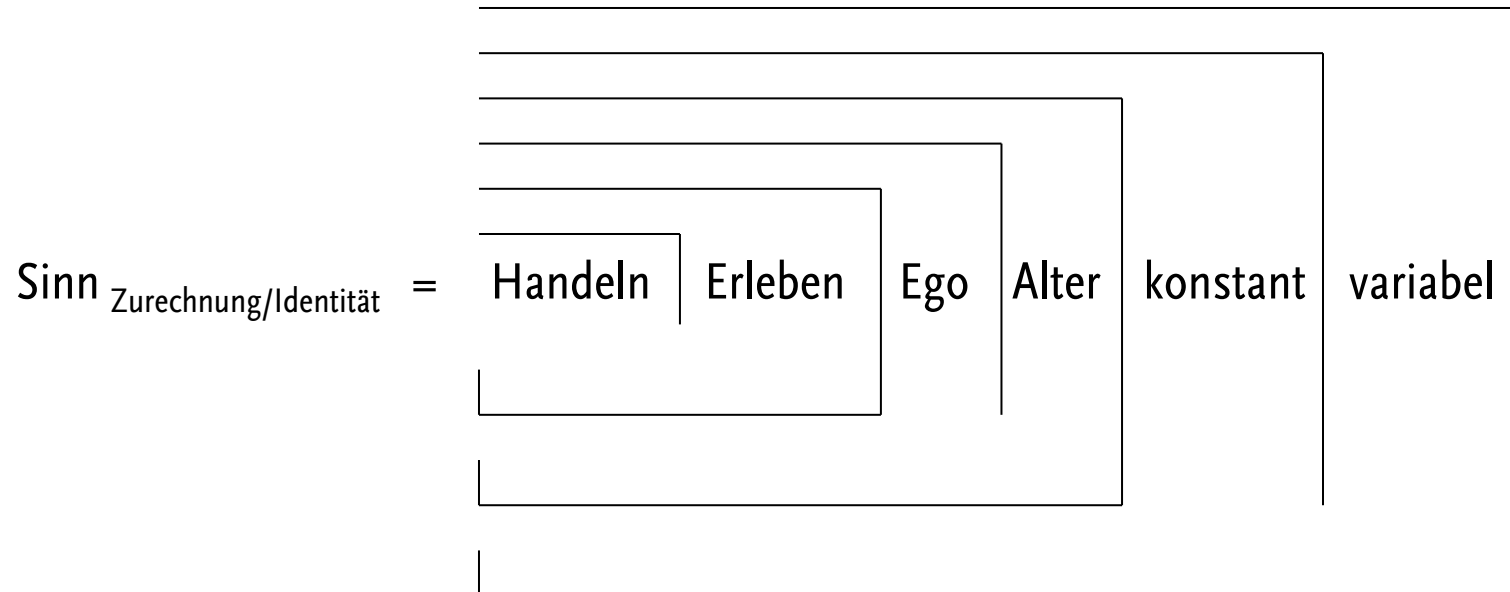 Sinn Zurechnung/Identität = Handeln Erleben Ego Alter konstant variabel